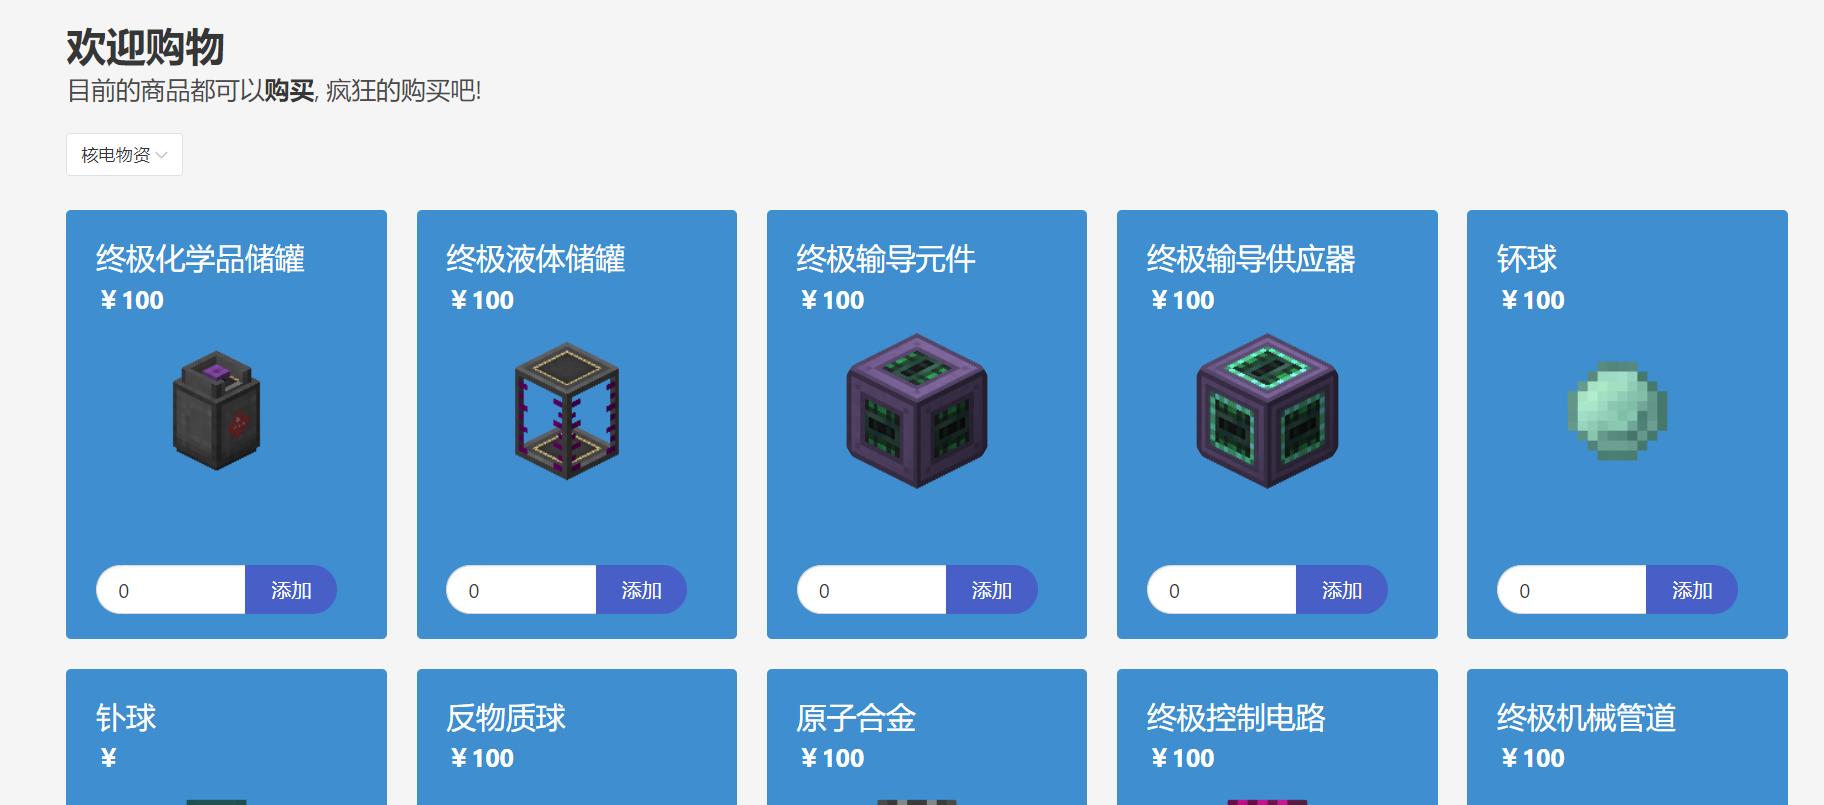 欢迎购物
目前的商品都可以购买, 疯狂的购买吧!
核电物资
终极化学品储罐
¥ 100
0
添加
终极液体储罐
¥ 100
0
添加
终极输导元件
¥ 100
0
添加
终极输导供应器
¥ 100
0
添加
钚球
¥ 100
0
添加
钋球
¥
反物质球
¥ 100
原子合金
¥ 100
终极控制电路
¥ 100
终极机械管道
¥ 100